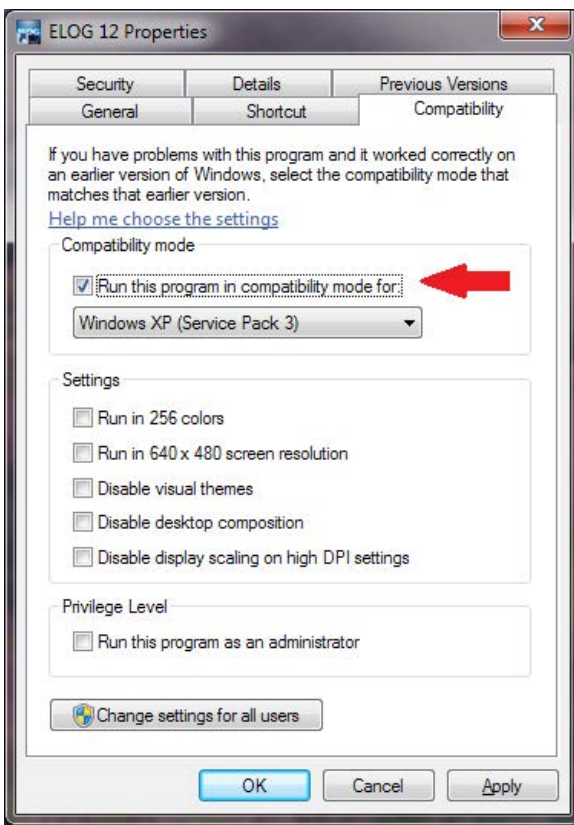 ELOG 12 Properties
Security Details Previous Versions
General Shortcut Compatibility
If you have problems with this program and it worked correctly on
an earlier version of Windows, select the compatibility mode that
matches that earlier version.
Help me choose the settings
Compatibility mode
Run this program in compatibility mode for:
Windows XP (Service Pack 3)
Settings
Run in 256 colors
Run in 640 x 480 screen resolution
Disable visual themes
Disable desktop composition
Disable display scaling on high DPI settings
Privilege Level
Run this program as an administrator
Change settings for all users
OK Cancel Apply